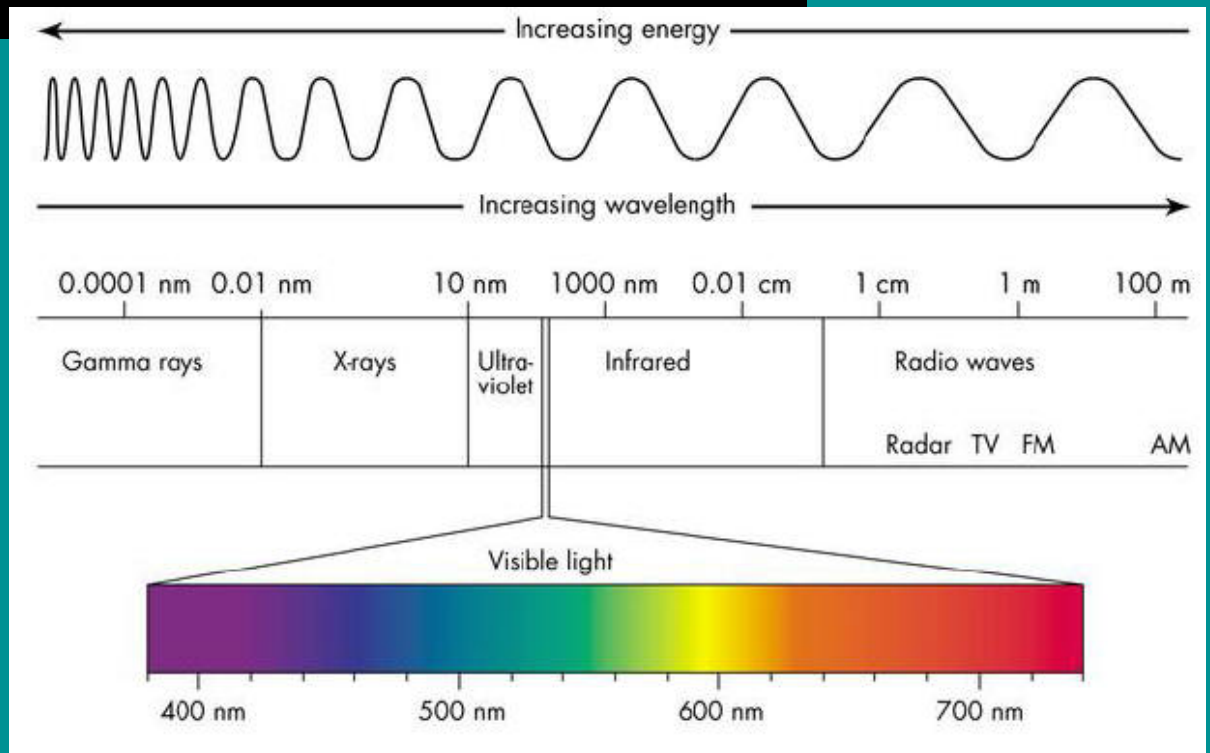 Increasing energy
Increasing wavelength
0.0001 nm 0.01 nm 10 nm 1000 nm 0.01 cm 1 cm 1 m 100 m
Gamma rays X-rays Ultra- Infrared Radio waves
violet
Radar TV FM AM
Visible light
400 nm 500 nm 600 nm 700 nm